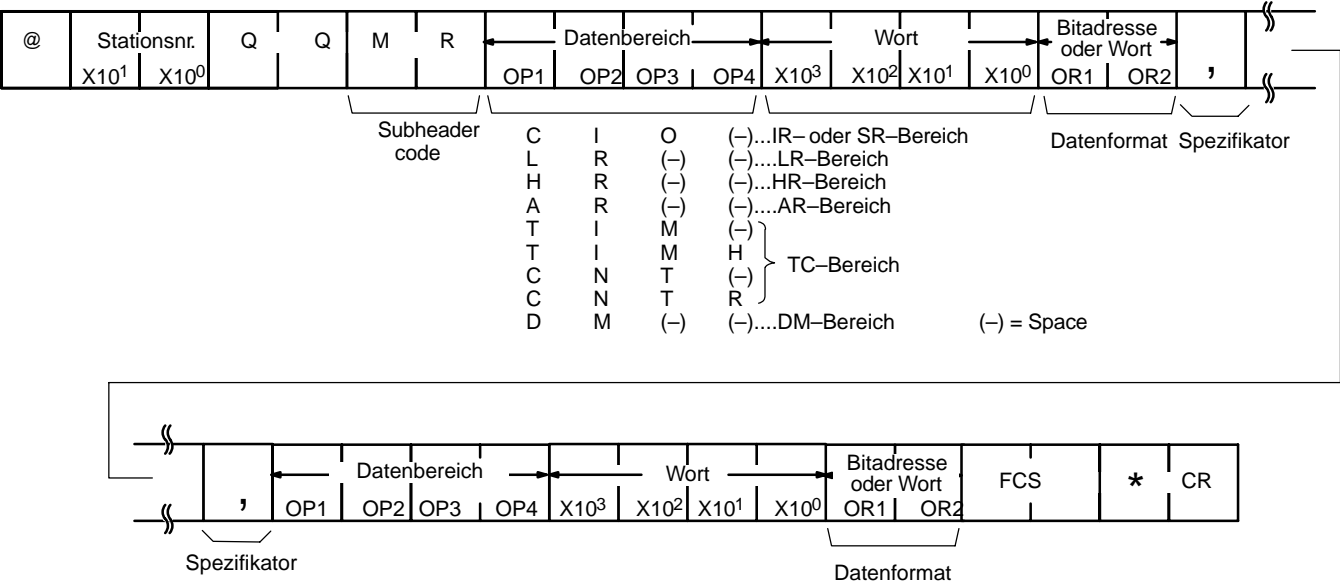 @ Stationsnr. Q Q M R Datenbereich Wort Bitadresse oder Wort ,
X10¹ X10⁰ OP1 OP2 OP3 OP4 X10³ X10² X10¹ X10⁰ OR1 OR2
Subheader code Datenformat Spezifikator
C I O (–)...IR– oder SR–Bereich
L R (–) (–)....LR–Bereich
H R (–) (–)...HR–Bereich
A R (–) (–)....AR–Bereich
T I M (–)
T I M H
TC–Bereich
C N T (–)
C N T R
D M (–) (–)....DM–Bereich (–) = Space
, Datenbereich Wort Bitadresse oder Wort FCS * CR
OP1 OP2 OP3 OP4 X10³ X10² X10¹ X10⁰ OR1 OR2
Spezifikator
Datenformat